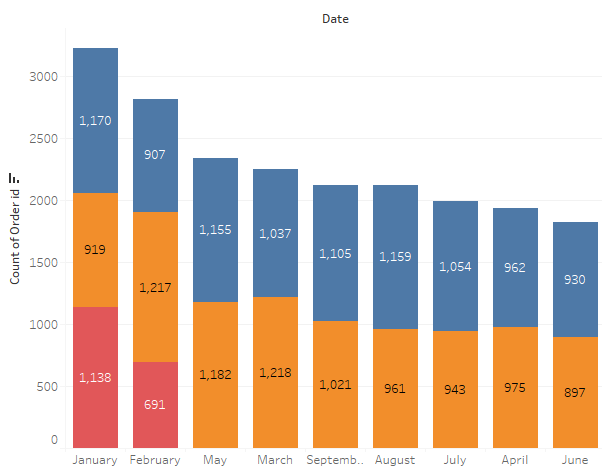 Date
Count of Order id
3000
2500
2000
1500
1000
500
0
1,170
919
1,138
907
1,217
691
1,155
1,182
1,037
1,218
1,105
1,021
1,159
961
1,054
943
962
975
930
897
January
February
May
March
Septemb..
August
July
April
June